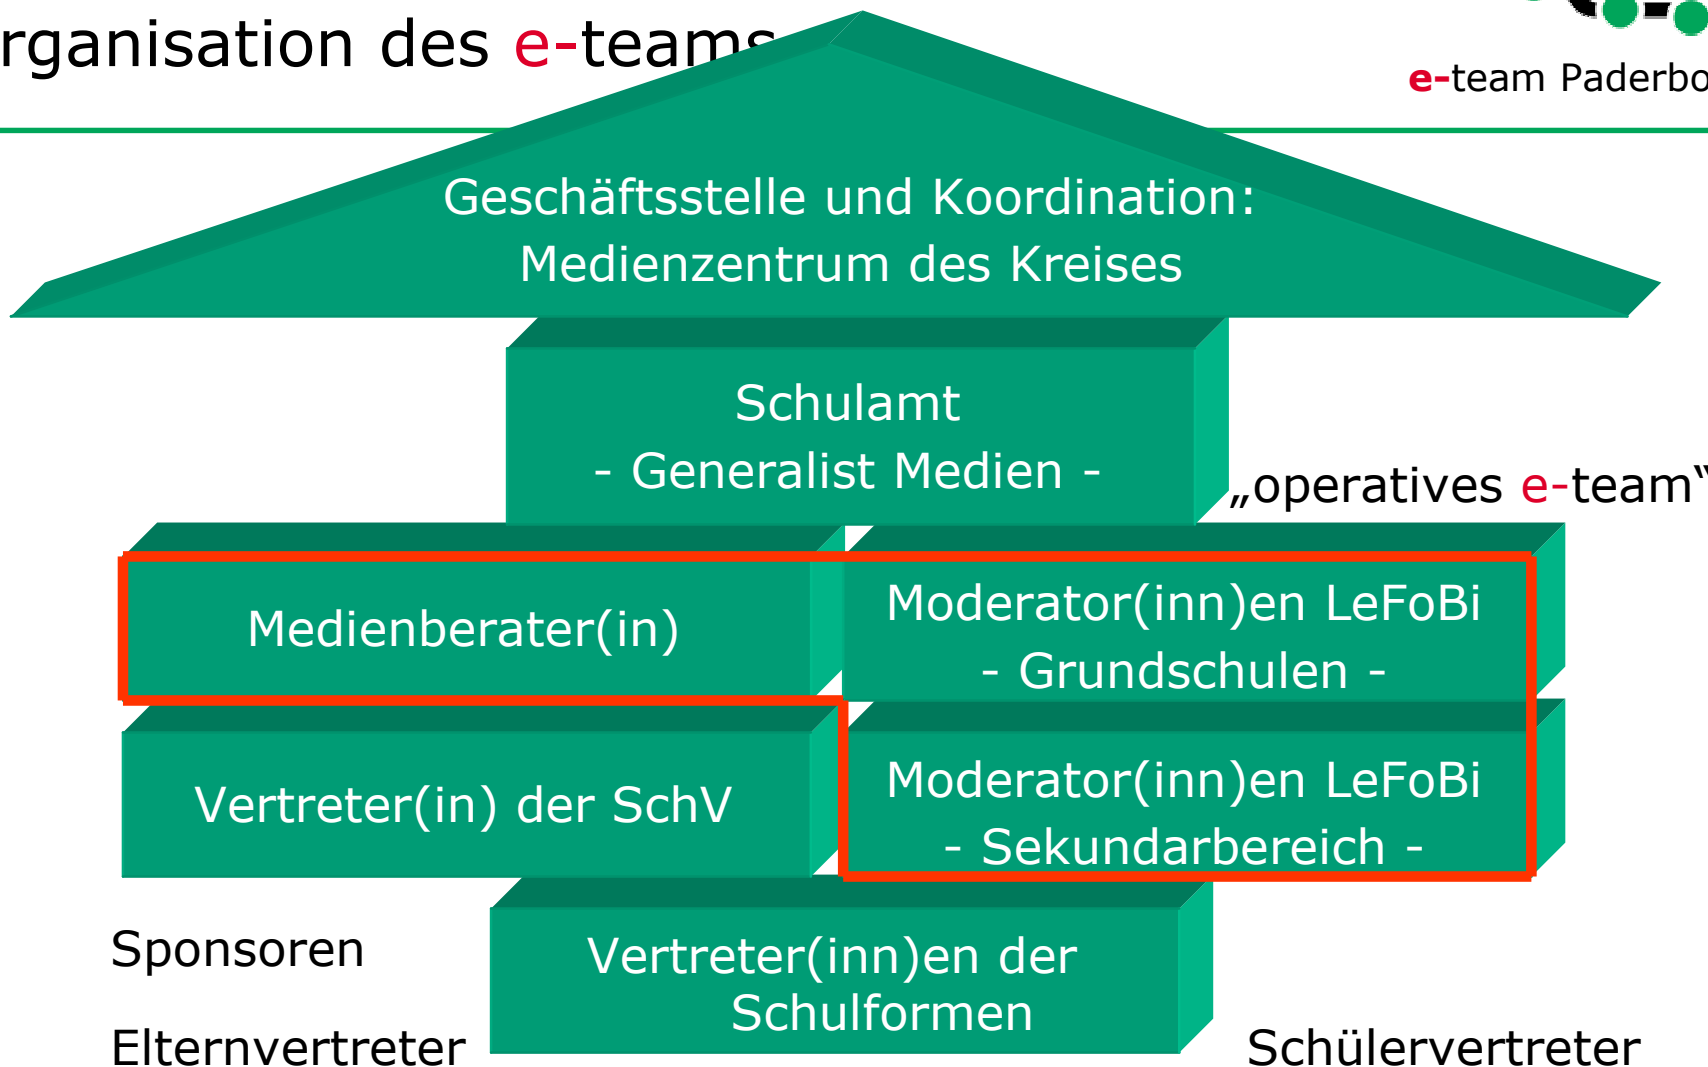 rganisation des e-teams
e-team Paderbo
Geschäftsstelle und Koordination:
Medienzentrum des Kreises
Schulamt
- Generalist Medien -
„operatives e-team“
Medienberater(in)
Moderator(inn)en LeFoBi
- Grundschulen -
Vertreter(in) der SchV
Moderator(inn)en LeFoBi
- Sekundarbereich -
Sponsoren
Vertreter(inn)en der
Schulformen
Elternvertreter
Schülervertreter